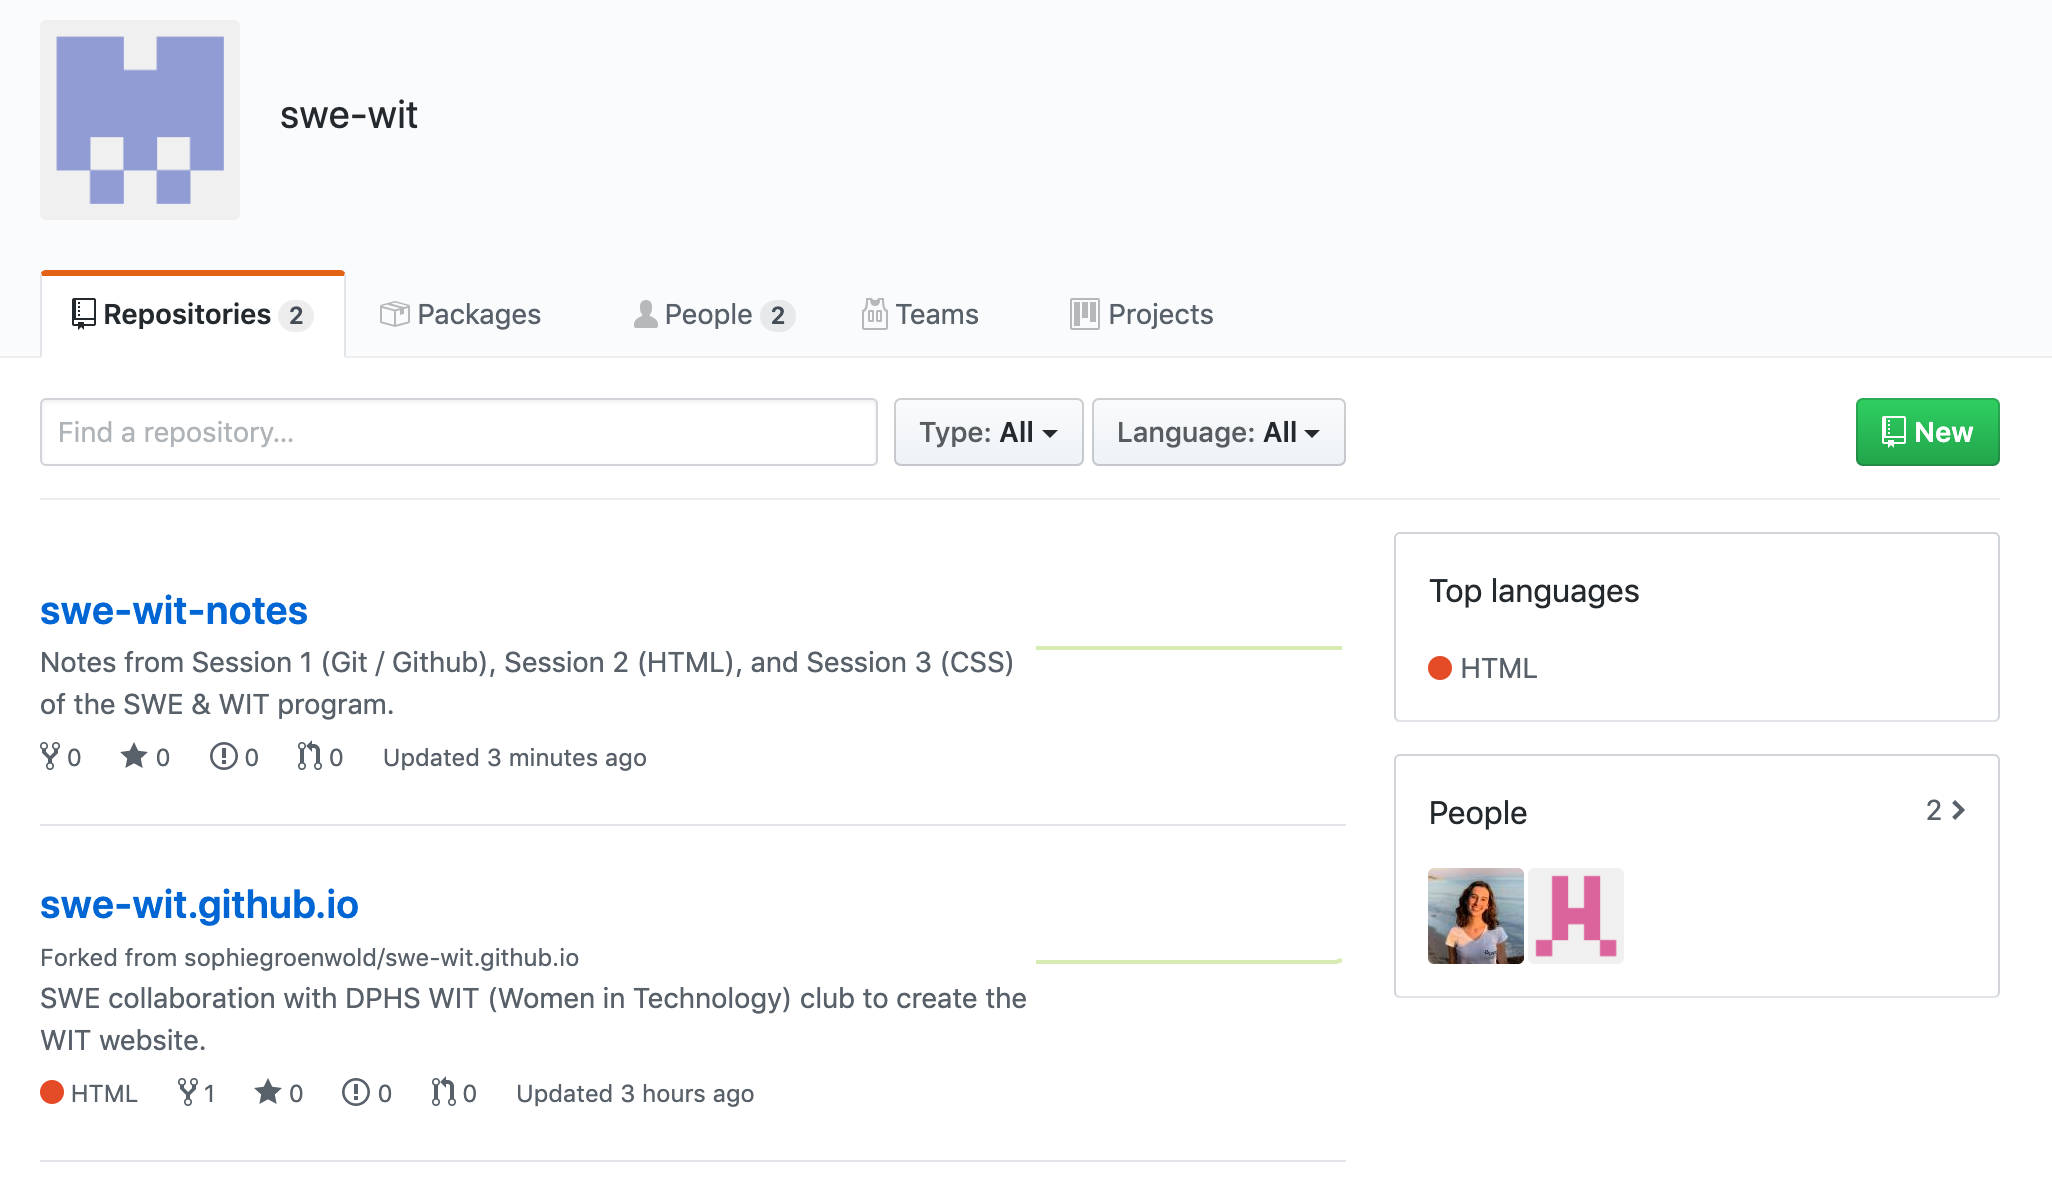 swe-wit
Repositories 2 Packages People 2 Teams Projects
Find a repository... Type: All Language: All New
swe-wit-notes
Notes from Session 1 (Git / Github), Session 2 (HTML), and Session 3 (CSS)
of the SWE & WIT program.
0 0 0 0 Updated 3 minutes ago
swe-wit.github.io
Forked from sophiegroenwold/swe-wit.github.io
SWE collaboration with DPHS WIT (Women in Technology) club to create the
WIT website.
HTML 1 0 0 0 Updated 3 hours ago
Top languages
HTML
People 2